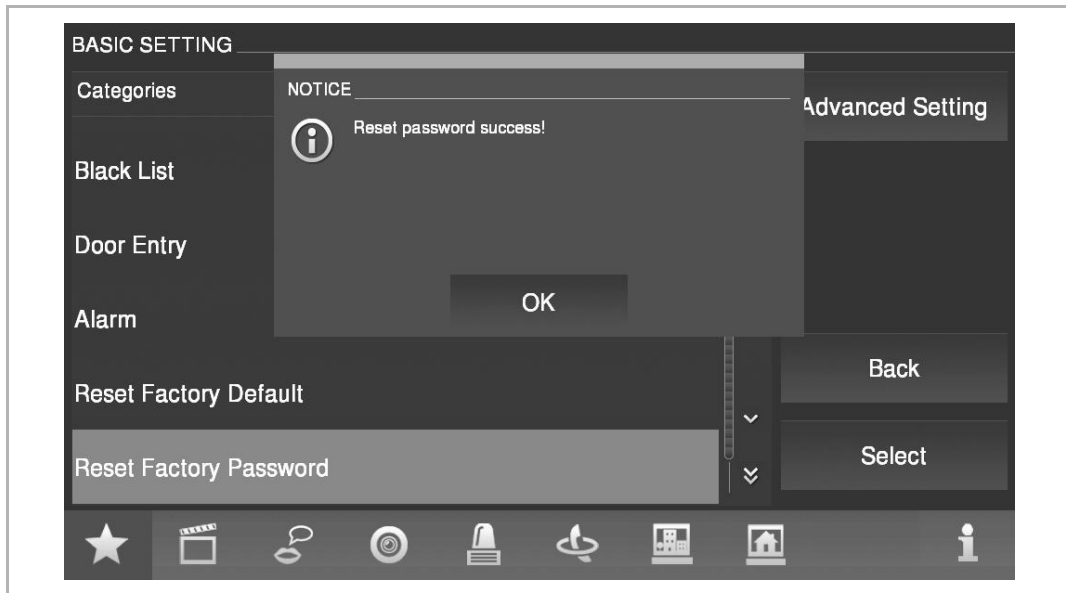 BASIC SETTING
Categories
NOTICE
Advanced Setting
Reset password success!
Black List
Door Entry
OK
Alarm
Back
Reset Factory Default
Select
Reset Factory Password